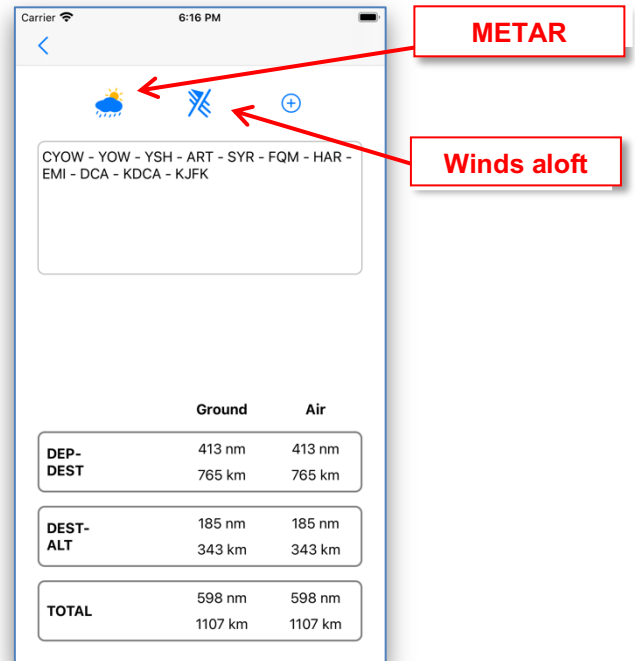 Carrier 6:16 PM
METAR
Winds aloft
CYOW - YOW - YSH - ART - SYR - FQM - HAR -
EMI - DCA - KDCA - KJFK
Ground Air
DEP-
DEST
413 nm 413 nm
765 km 765 km
DEST-
ALT
185 nm 185 nm
343 km 343 km
TOTAL
598 nm 598 nm
1107 km 1107 km